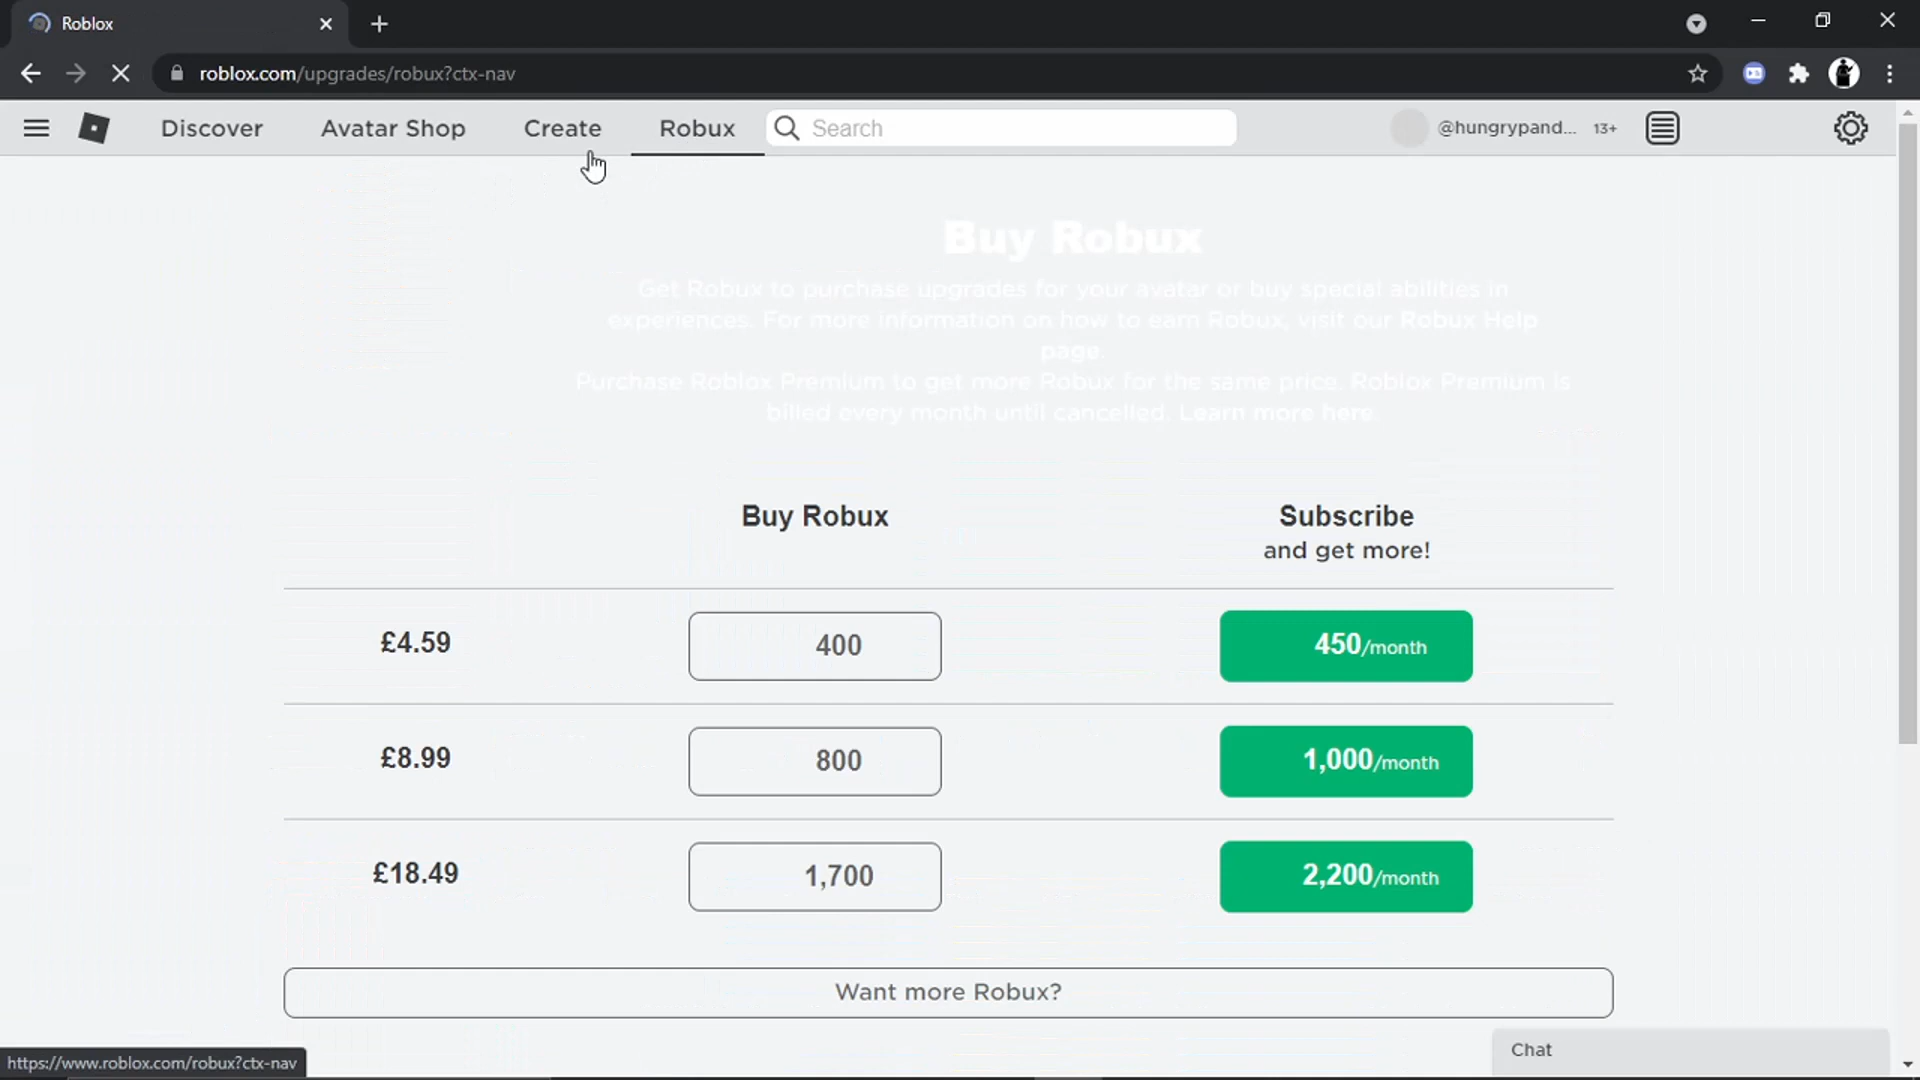 Roblox
roblox.com/upgrades/robux?ctx-nav
Discover
Avatar Shop
Create
Robux
Search
@hungrypand...
13+
Buy Robux
Get Robux to purchase upgrades for your avatar or buy special abilities in
experiences. For more information on how to earn Robux, visit our Robux Help
page.
Purchase Roblox Premium to get more Robux for the same price. Roblox Premium is
billed every month until cancelled. Learn more here.
Buy Robux
Subscribe
and get more!
£4.59
400
450/month
£8.99
800
1,000/month
£18.49
1,700
2,200/month
Want more Robux?
Chat
https://www.roblox.com/robux?ctx-nav